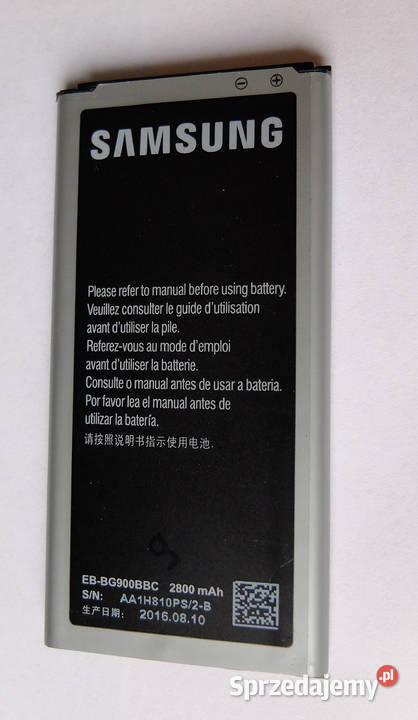 SAMSUNG
Please refer to manual before using battery.
Veuillez consulter le guide d'utilisation
avant d'utiliser la pile.
Referez-vous au mode d'emploi
avant d'utiliser la batterie.
Consulte o manual antes de usar a bateria.
Por favor lea el manual antes de
utilizar la batería.
请按照说明书指示使用电池.
EB-BG900BBC 2800 mAh
S/N: AA1H810PS/2-B
生产日期: 2016.08.10
Sprzedajemy.pl